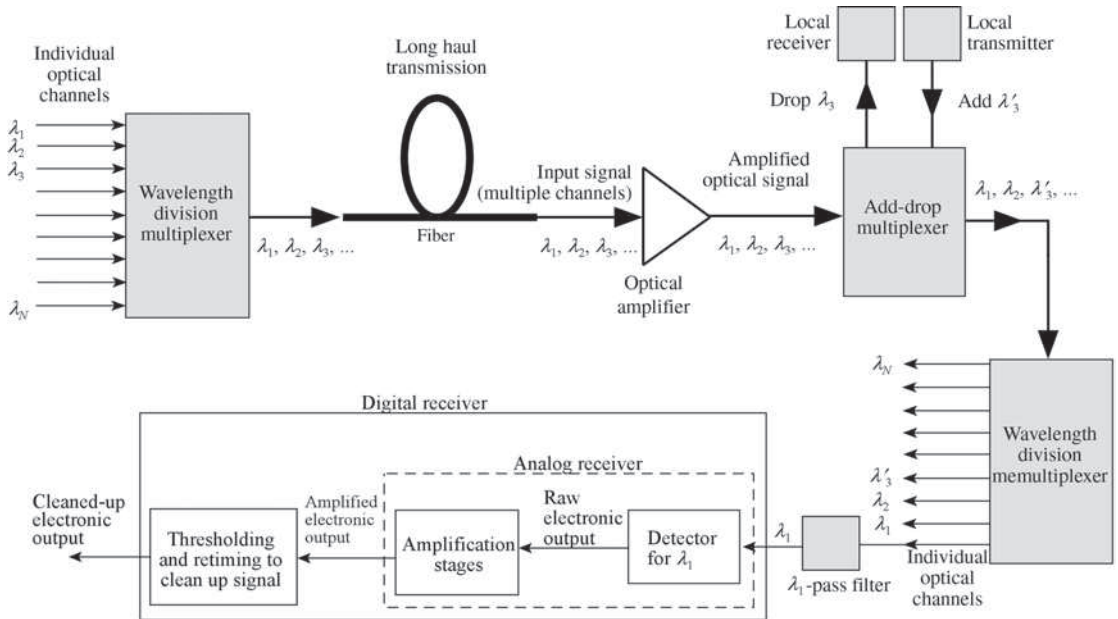 Individual
optical
channels
λ1
λ2
λ3
λN
Wavelength
division
multiplexer
λ1, λ2, λ3, ...
Long haul
transmission
Fiber
Input signal
(multiple channels)
λ1, λ2, λ3, ...
Optical
amplifier
Amplified
optical signal
λ1, λ2, λ3, ...
Local
receiver
Local
transmitter
Drop λ3
Add λ′3
Add-drop
multiplexer
λ1, λ2, λ′3, ...
Wavelength
division
memultiplexer
λN
λ′3
λ2
λ1
Individual
optical
channels
λ1-pass filter
λ1
Digital receiver
Analog receiver
Detector
for λ1
Raw
electronic
output
Amplification
stages
Amplified
electronic
output
Thresholding
and retiming to
clean up signal
Cleaned-up
electronic
output